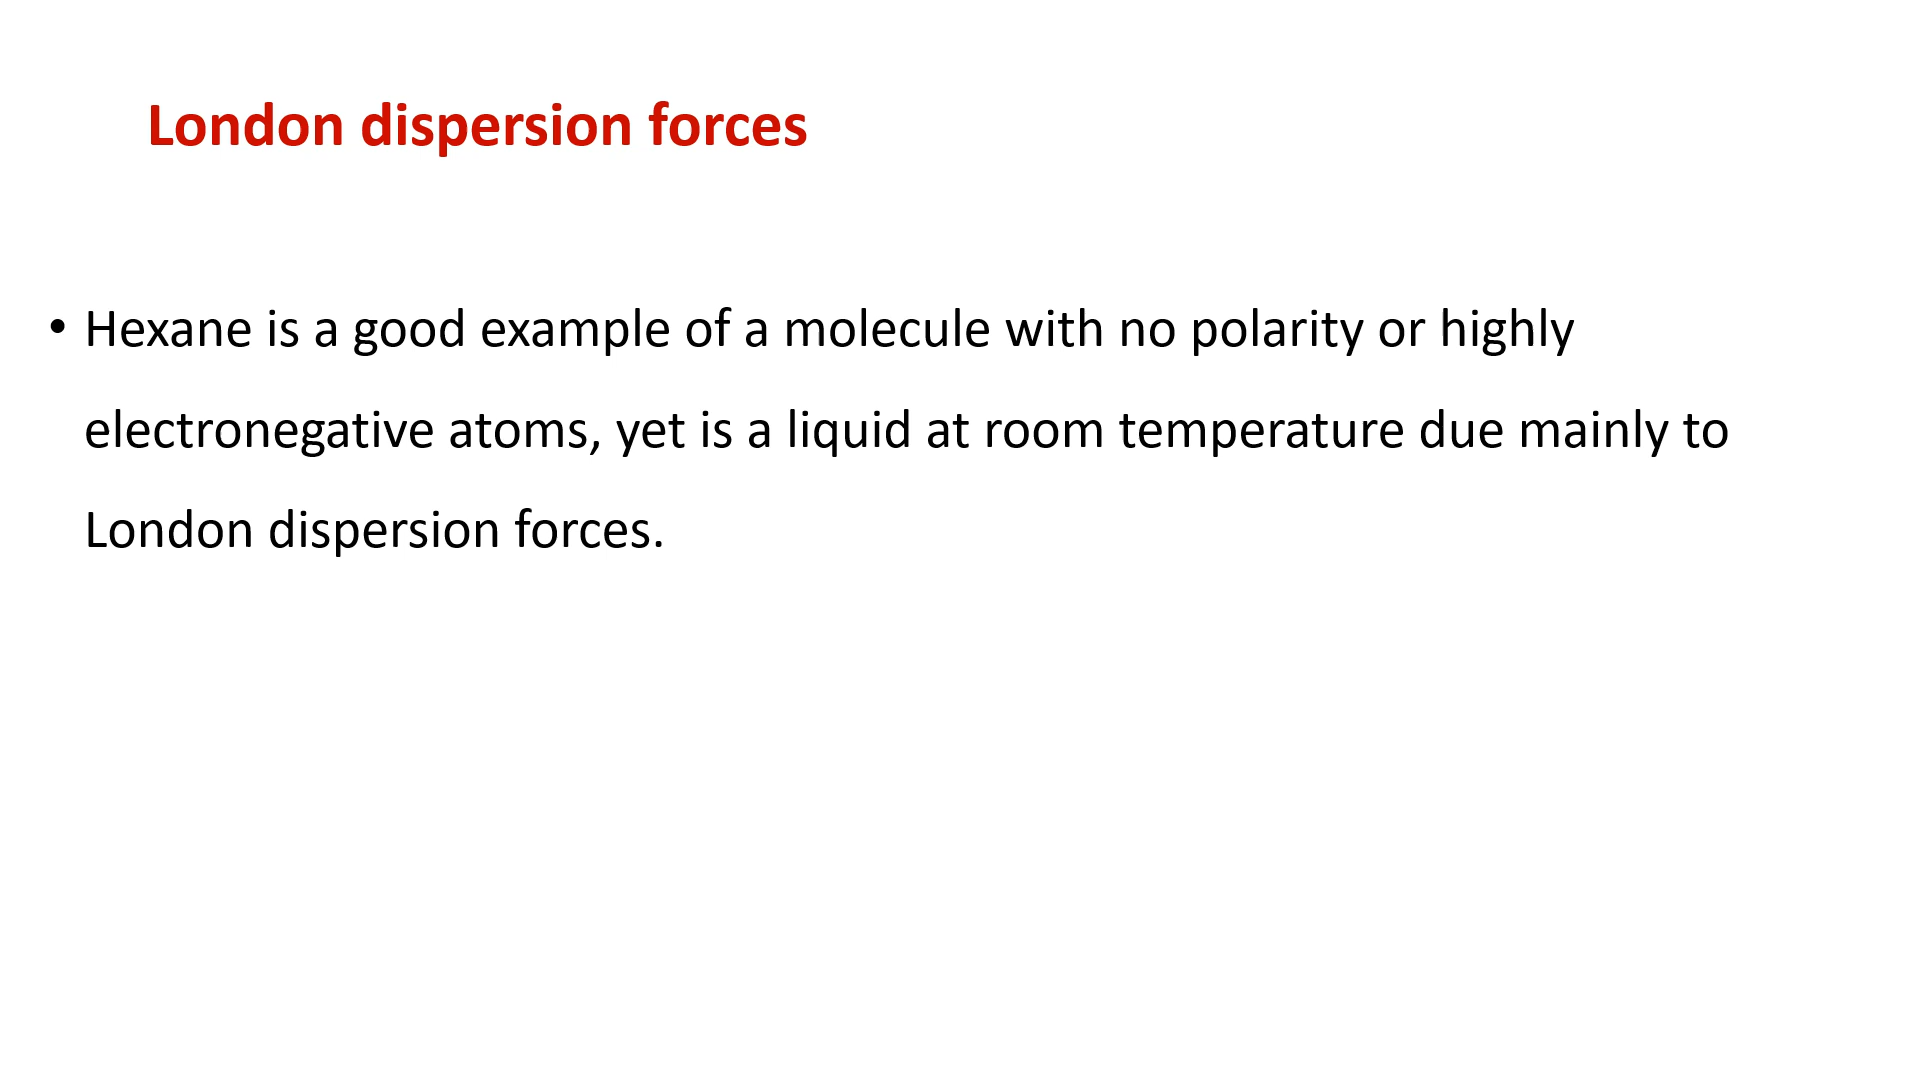 London dispersion forces
• Hexane is a good example of a molecule with no polarity or highly
electronegative atoms, yet is a liquid at room temperature due mainly to
London dispersion forces.